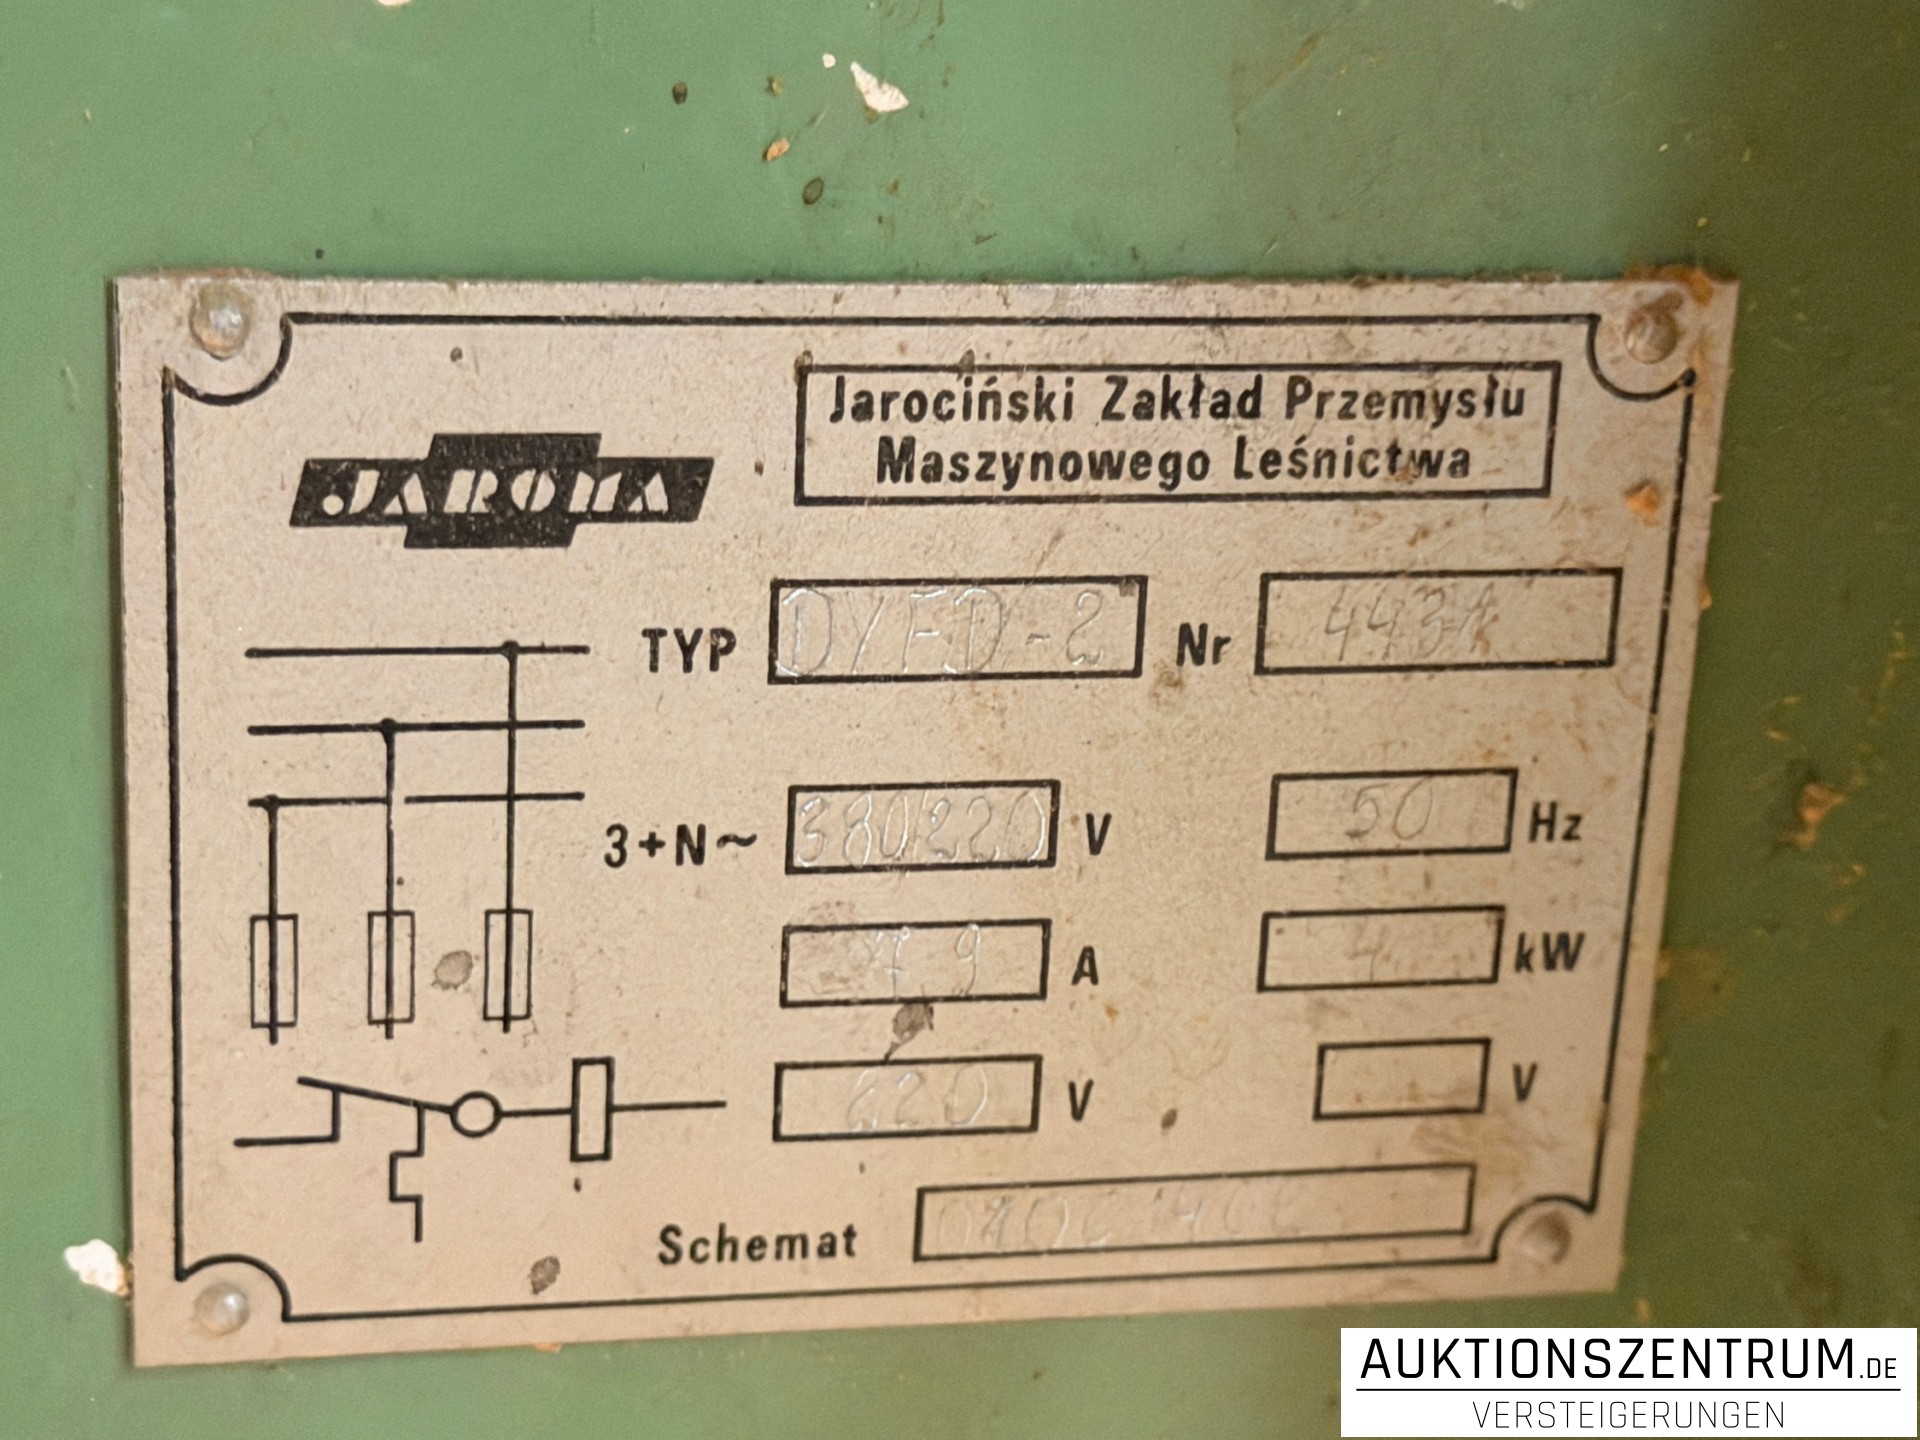 Jarociński Zakład Przemysłu
Maszynowego Leśnictwa
JAROMA
TYP DYFD-2 Nr
3+N~ 380/220 V 50 Hz
A 4 kW
220 V V
Schemat
AUKTIONSZENTRUM.DE
VERSTEIGERUNGEN